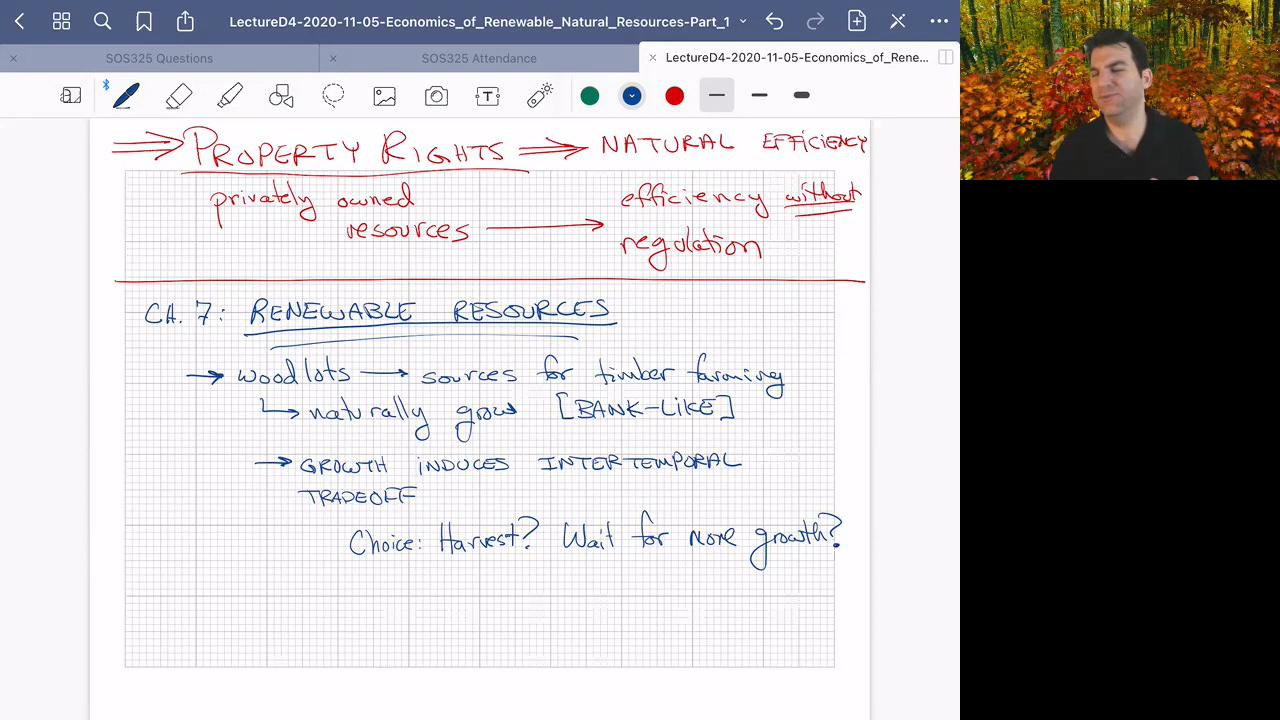 LectureD4-2020-11-05-Economics_of_Renewable_Natural_Resources-Part_1
SOS325 Questions
SOS325 Attendance
LectureD4-2020-11-05-Economics_of_Rene...
⇒ PROPERTY RIGHTS ⇒ NATURAL EFFICIENCY
privately owned
resources → efficiency without
regulation
CH. 7: RENEWABLE RESOURCES
→ woodlots → sources for timber farming
↳ naturally grow [BANK-LIKE]
→ GROWTH INDUCES INTERTEMPORAL
TRADEOFF
Choice: Harvest? Wait for more growth?